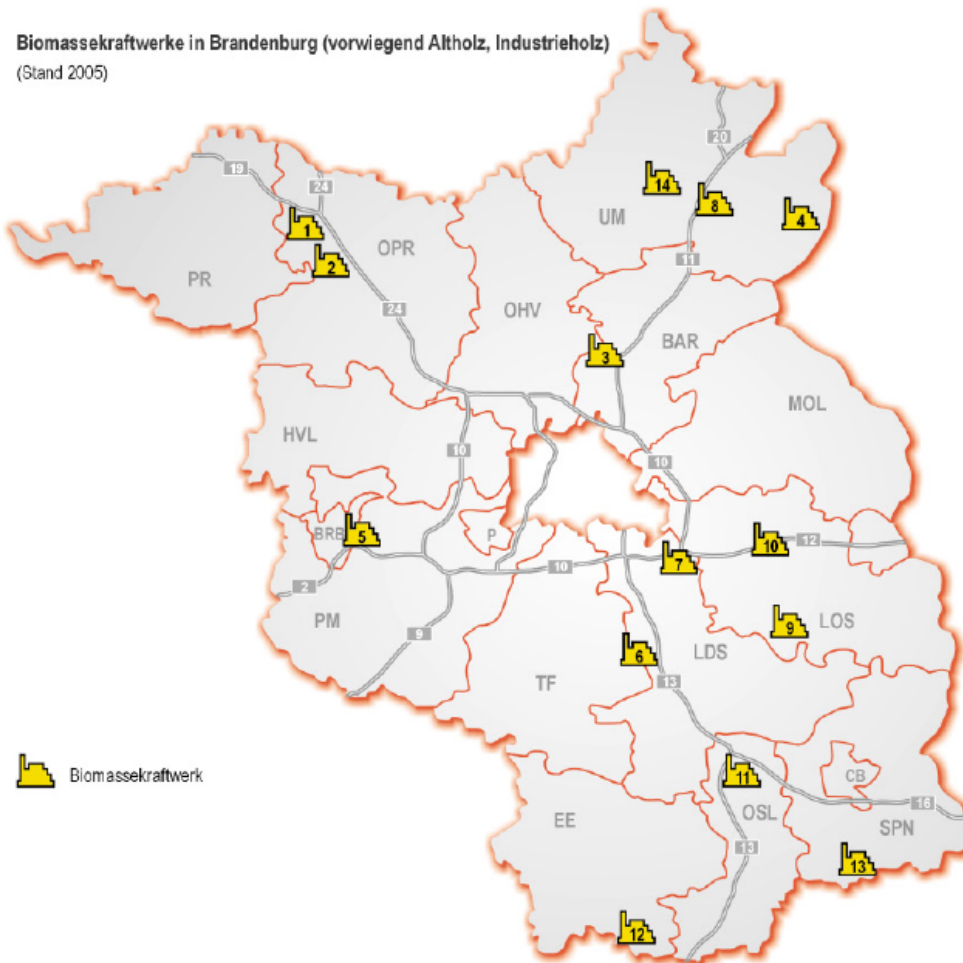 Biomassekraftwerke in Brandenburg (vorwiegend Altholz, Industrieholz)
(Stand 2005)
20
19
24
14
8
4
UM
1
OPR
2
PR
11
24
OHV
3
BAR
MOL
HVL
10
10
BRB
5
P
10
12
7
10
2
PM
9
9
LOS
6
LDS
TF
13
11
CB
Biomassekraftwerk
16
EE
OSL
SPN
13
13
12